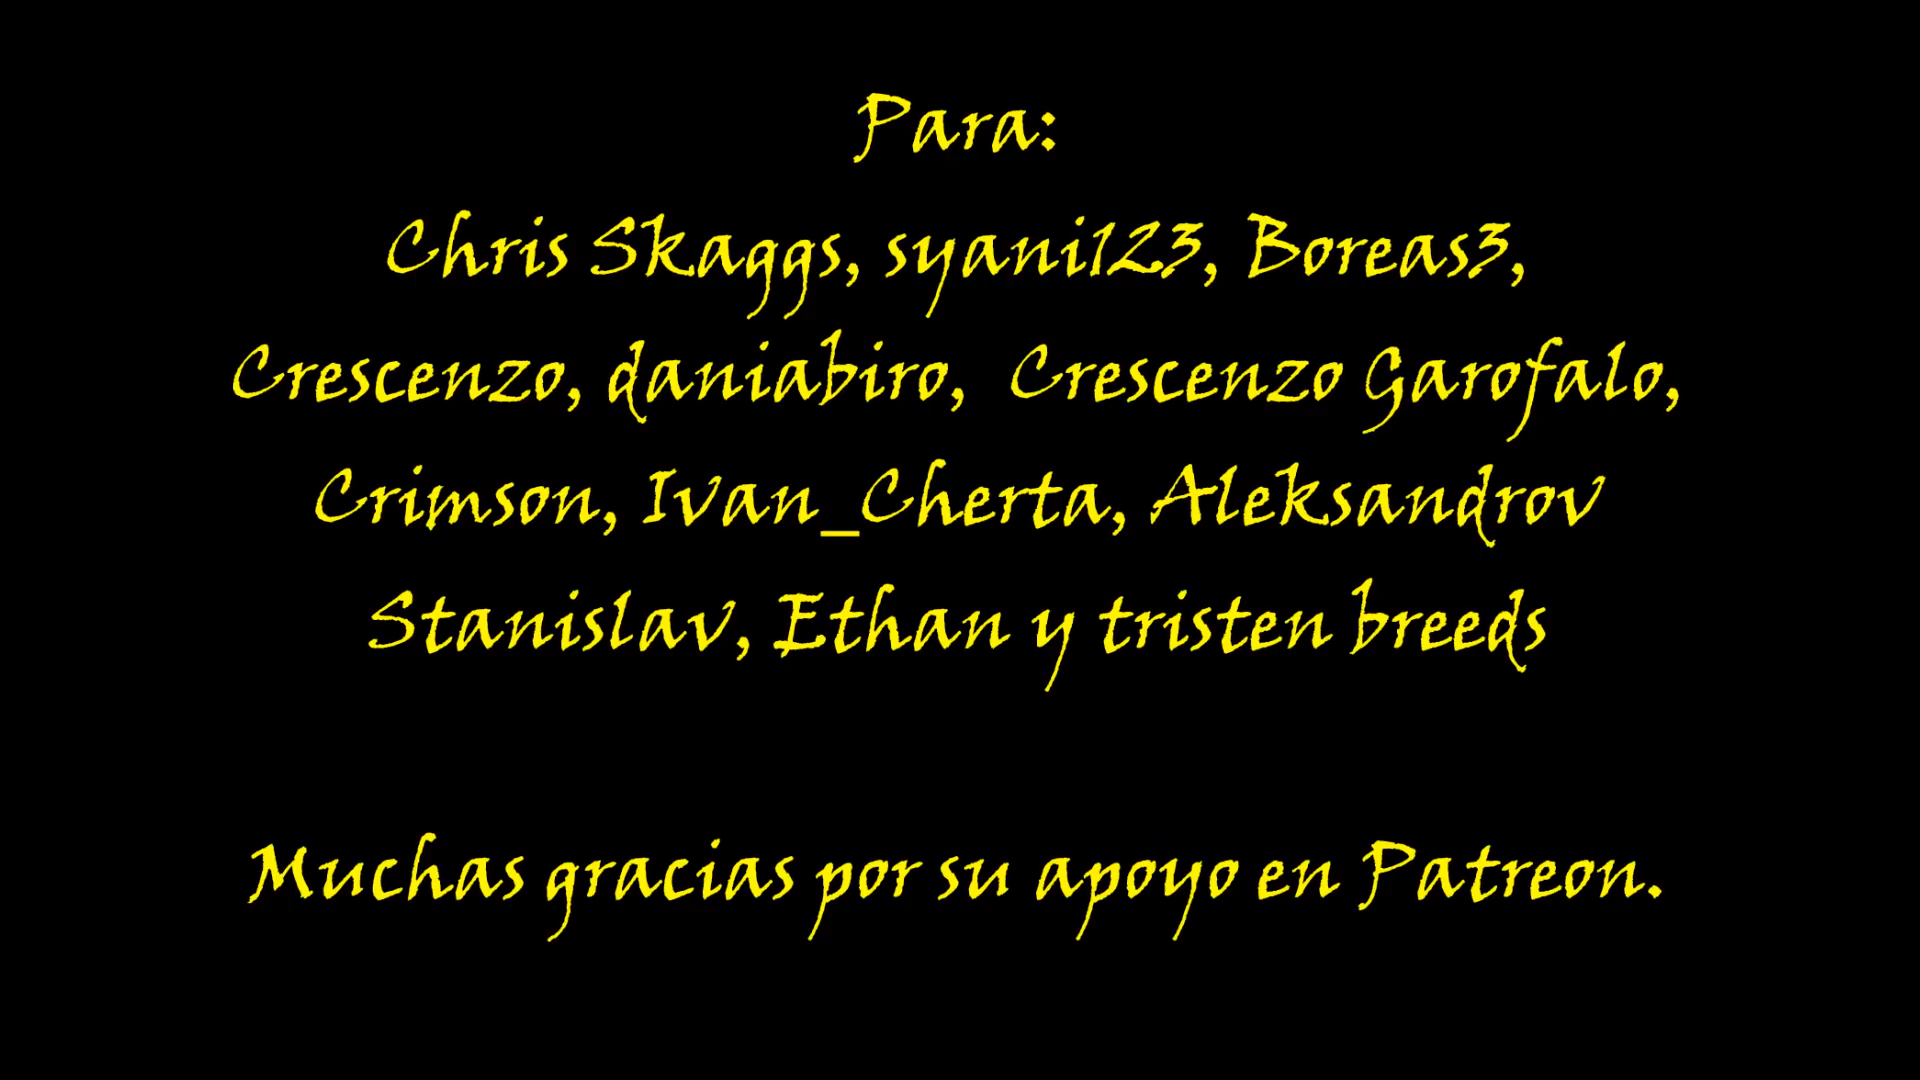 Para:
Chris Skaggs, syani123, Boreas3,
Crescenzo, daniabiro, Crescenzo Garofalo,
Crimson, Ivan_Cherta, Aleksandrov
Stanislav, Ethan y tristen breeds
Muchas gracias por su apoyo en Patreon.